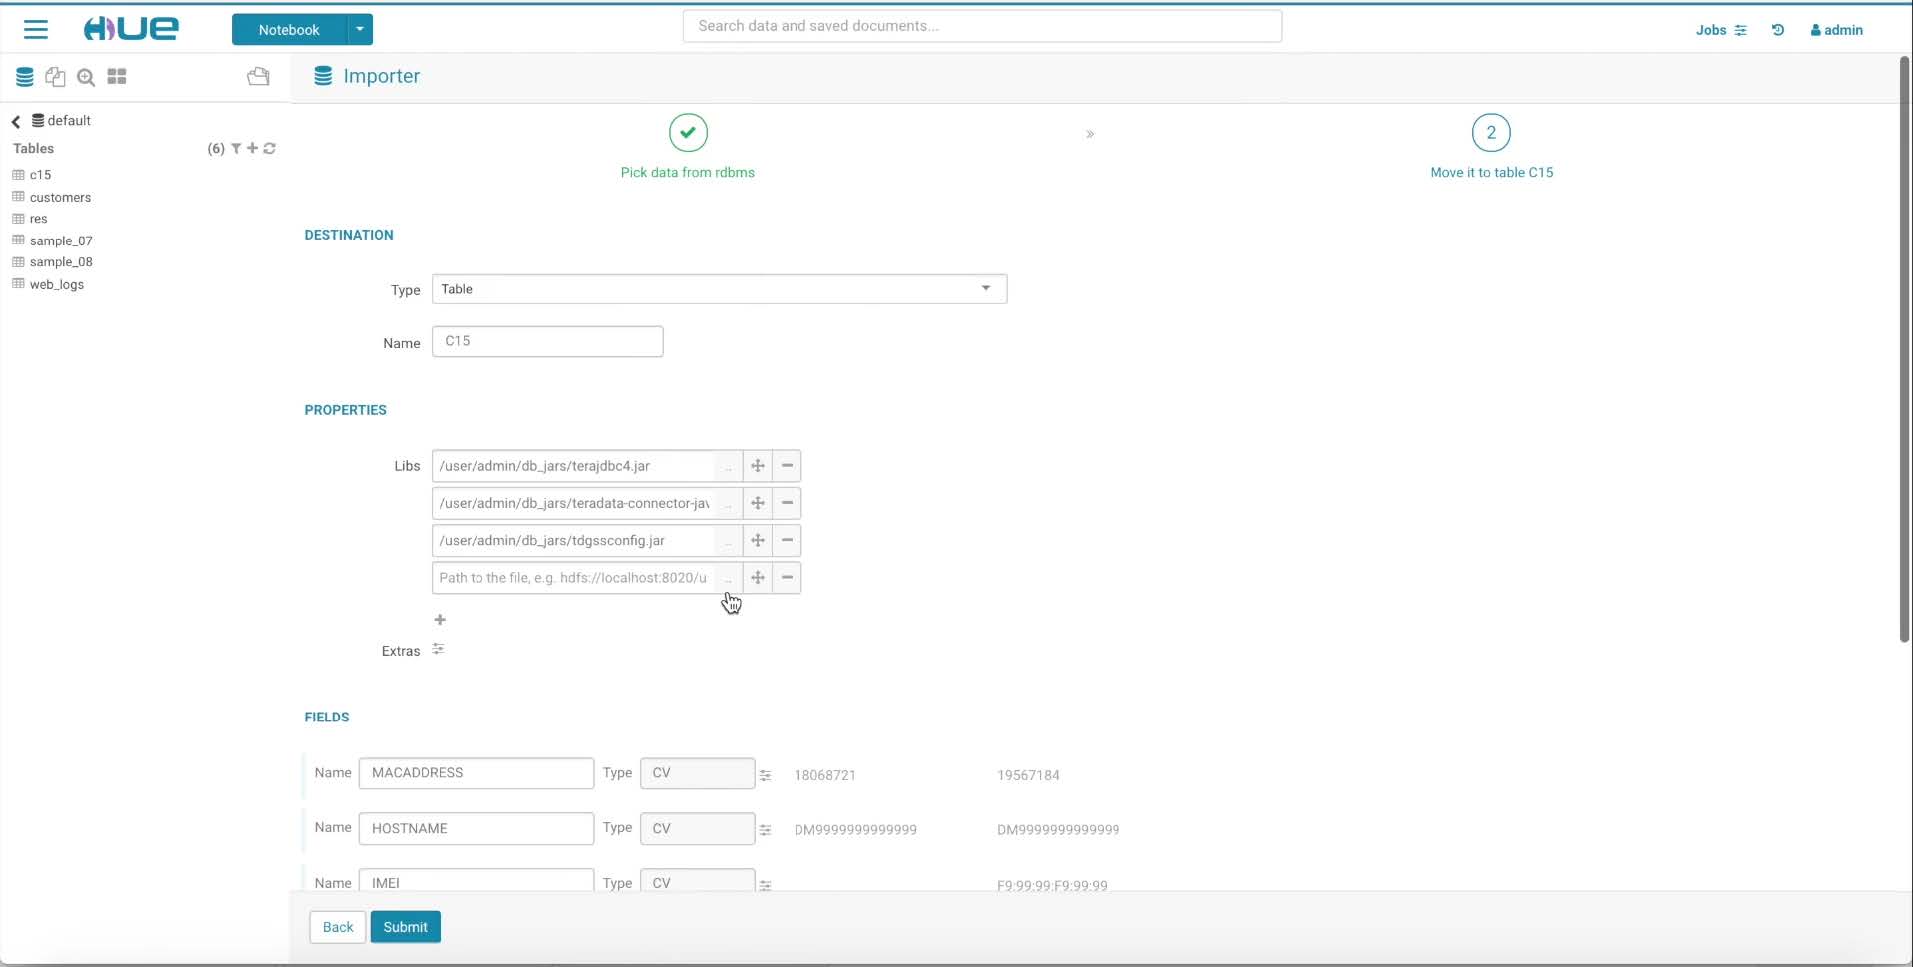 HUE
Notebook
Search data and saved documents...
Jobs
admin
Importer
default
Tables
(6)
c15
customers
res
sample_07
sample_08
web_logs
Pick data from rdbms
»
2
Move it to table C15
DESTINATION
Type
Table
Name
C15
PROPERTIES
Libs
/user/admin/db_jars/terajdbc4.jar
..
/user/admin/db_jars/teradata-connector-jav
..
/user/admin/db_jars/tdgssconfig.jar
..
Path to the file, e.g. hdfs://localhost:8020/u
..
Extras
FIELDS
Name MACADDRESS Type CV 18068721 19567184
Name HOSTNAME Type CV DM9999999999999 DM9999999999999
Name IMEI Type CV F9:99:99:F9:99:99
Back
Submit